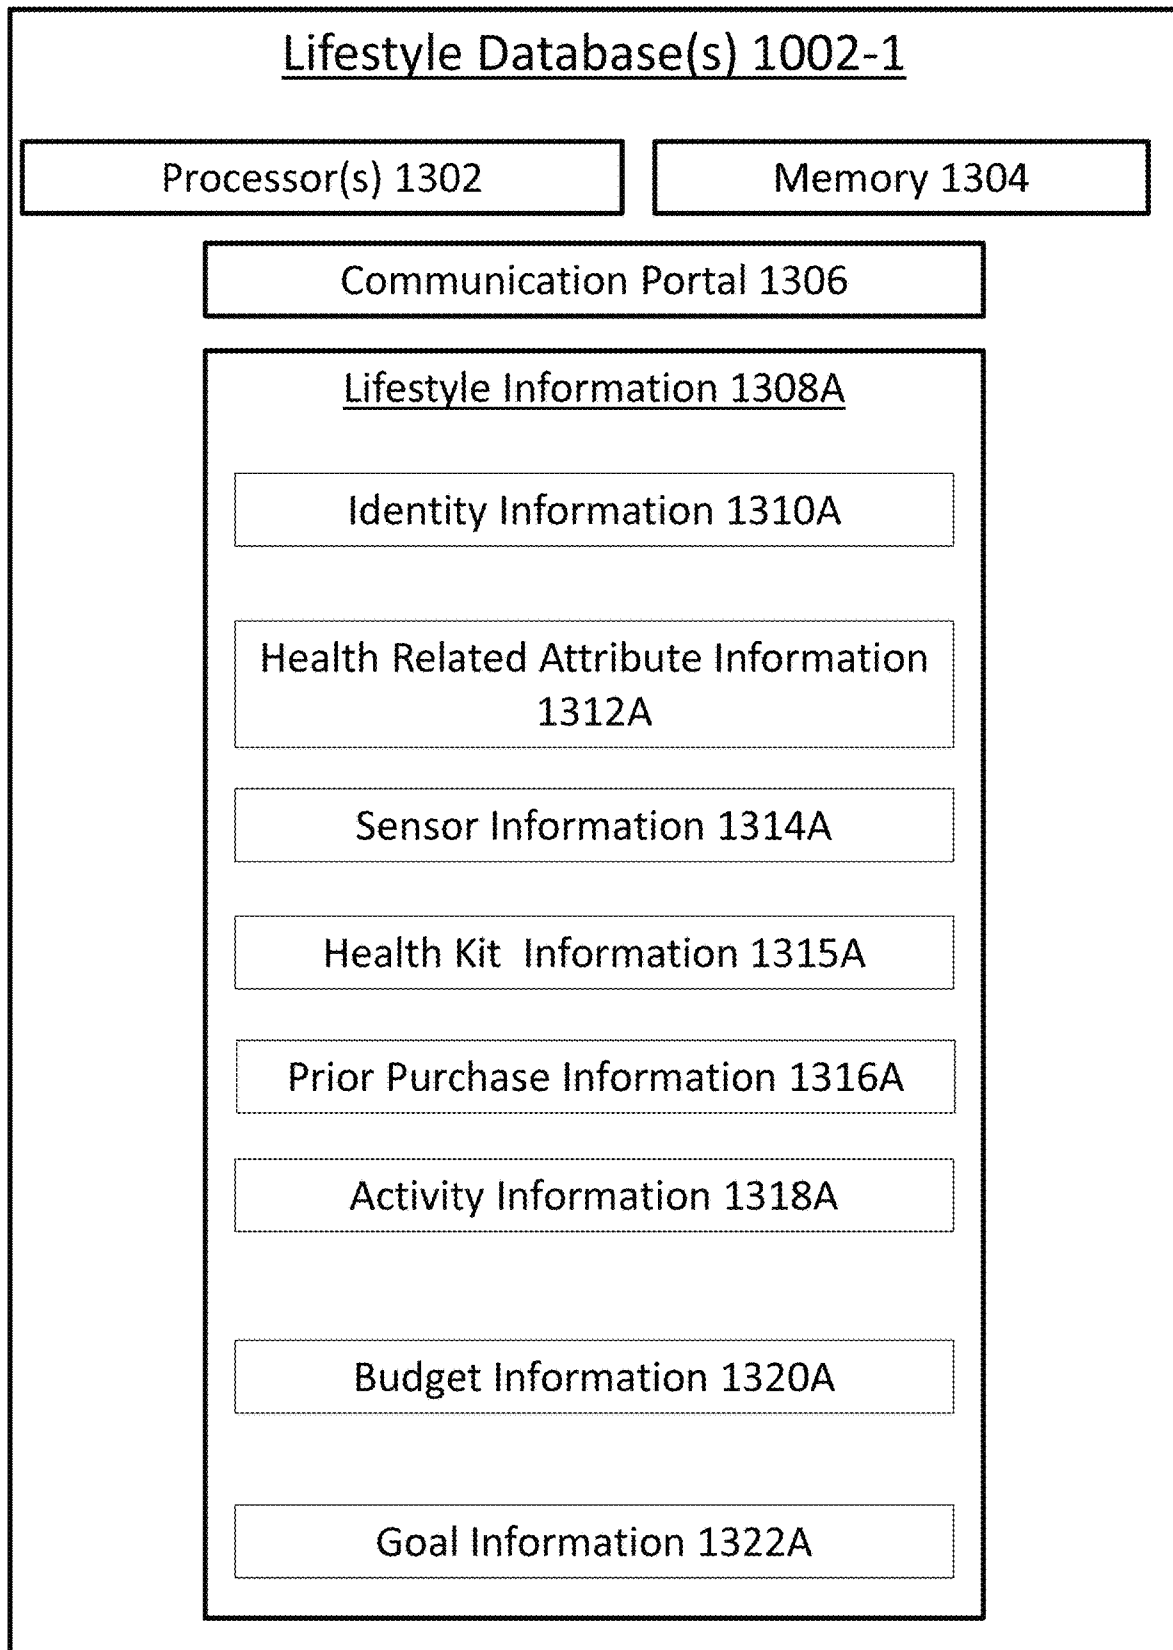 Lifestyle Database(s) 1002-1
Processor(s) 1302
Memory 1304
Communication Portal 1306
Lifestyle Information 1308A
Identity Information 1310A
Health Related Attribute Information
1312A
Sensor Information 1314A
Health Kit  Information 1315A
Prior Purchase Information 1316A
Activity Information 1318A
Budget Information 1320A
Goal Information 1322A